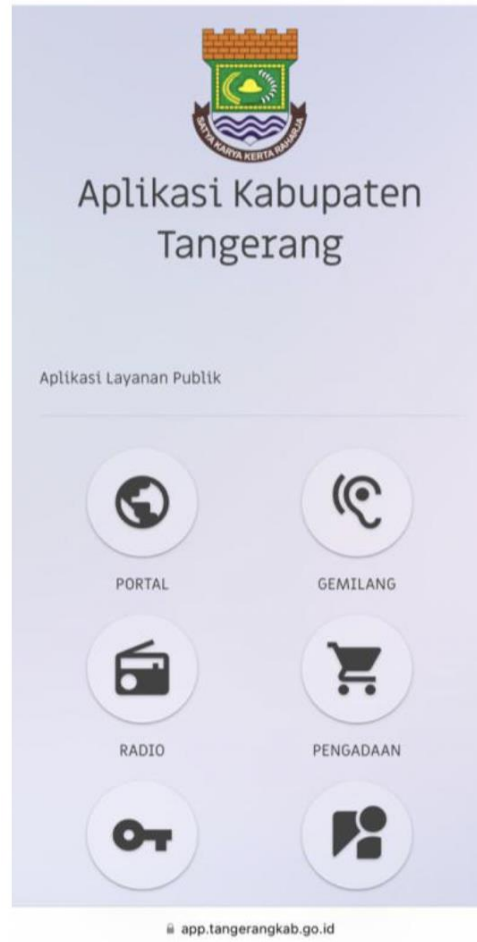 SATYA KARYA KERTA RAHARJA
Aplikasi Kabupaten
Tangerang
Aplikasi Layanan Publik
PORTAL
GEMILANG
RADIO
PENGADAAN
app.tangerangkab.go.id